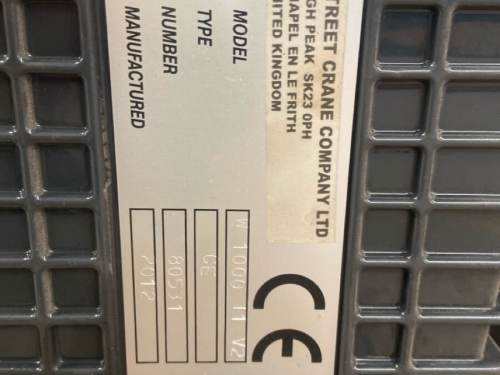 STREET CRANE COMPANY LTD
HIGH PEAK SK23 0PH
CHAPEL EN LE FRITH
UNITED KINGDOM
MODEL W 1000 11 V2
TYPE CE
NUMBER 80531
MANUFACTURED 2012
CE